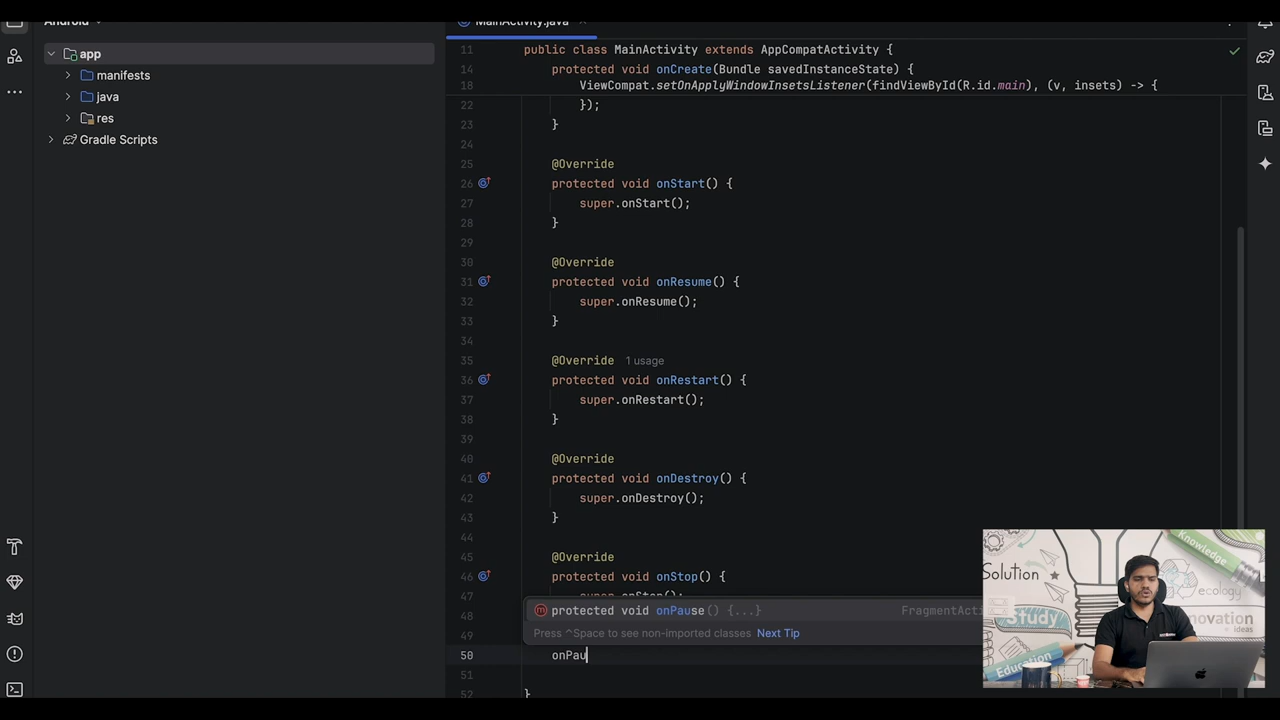 Android
MainActivity.java
app
manifests
java
res
Gradle Scripts
11 public class MainActivity extends AppCompatActivity {
14 protected void onCreate(Bundle savedInstanceState) {
18 ViewCompat.setOnApplyWindowInsetsListener(findViewById(R.id.main), (v, insets) -> {
22 });
23 }
24
25 @Override
26 protected void onStart() {
27 super.onStart();
28 }
29
30 @Override
31 protected void onResume() {
32 super.onResume();
33 }
34
35 @Override 1 usage
36 protected void onRestart() {
37 super.onRestart();
38 }
39
40 @Override
41 protected void onDestroy() {
42 super.onDestroy();
43 }
44
45 @Override
46 protected void onStop() {
47 super.onStop();
48 protected void onPause() {...} FragmentActi
49 Press ^Space to see non-imported classes Next Tip
50 onPau
51
52 }
Solution
Knowledge
ecology
Study
innovation
ideas
Education